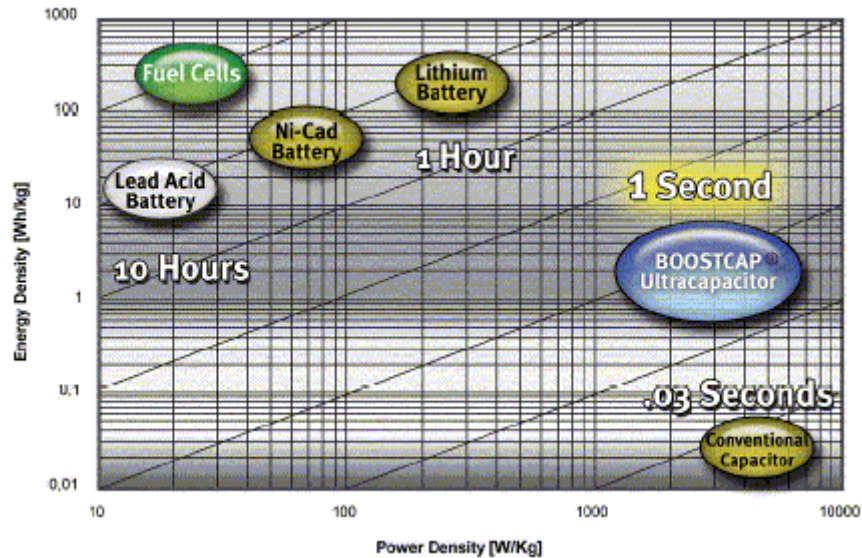 1000
100
10
1
0,1
0,01
Energy Density [Wh/kg]
Fuel Cells
Lithium
Battery
Ni-Cad
Battery
1 Hour
Lead Acid
Battery
1 Second
10 Hours
BOOSTCAP®
Ultracapacitor
.03 Seconds
Conventional
Capacitor
10
100
1000
10000
Power Density [W/Kg]